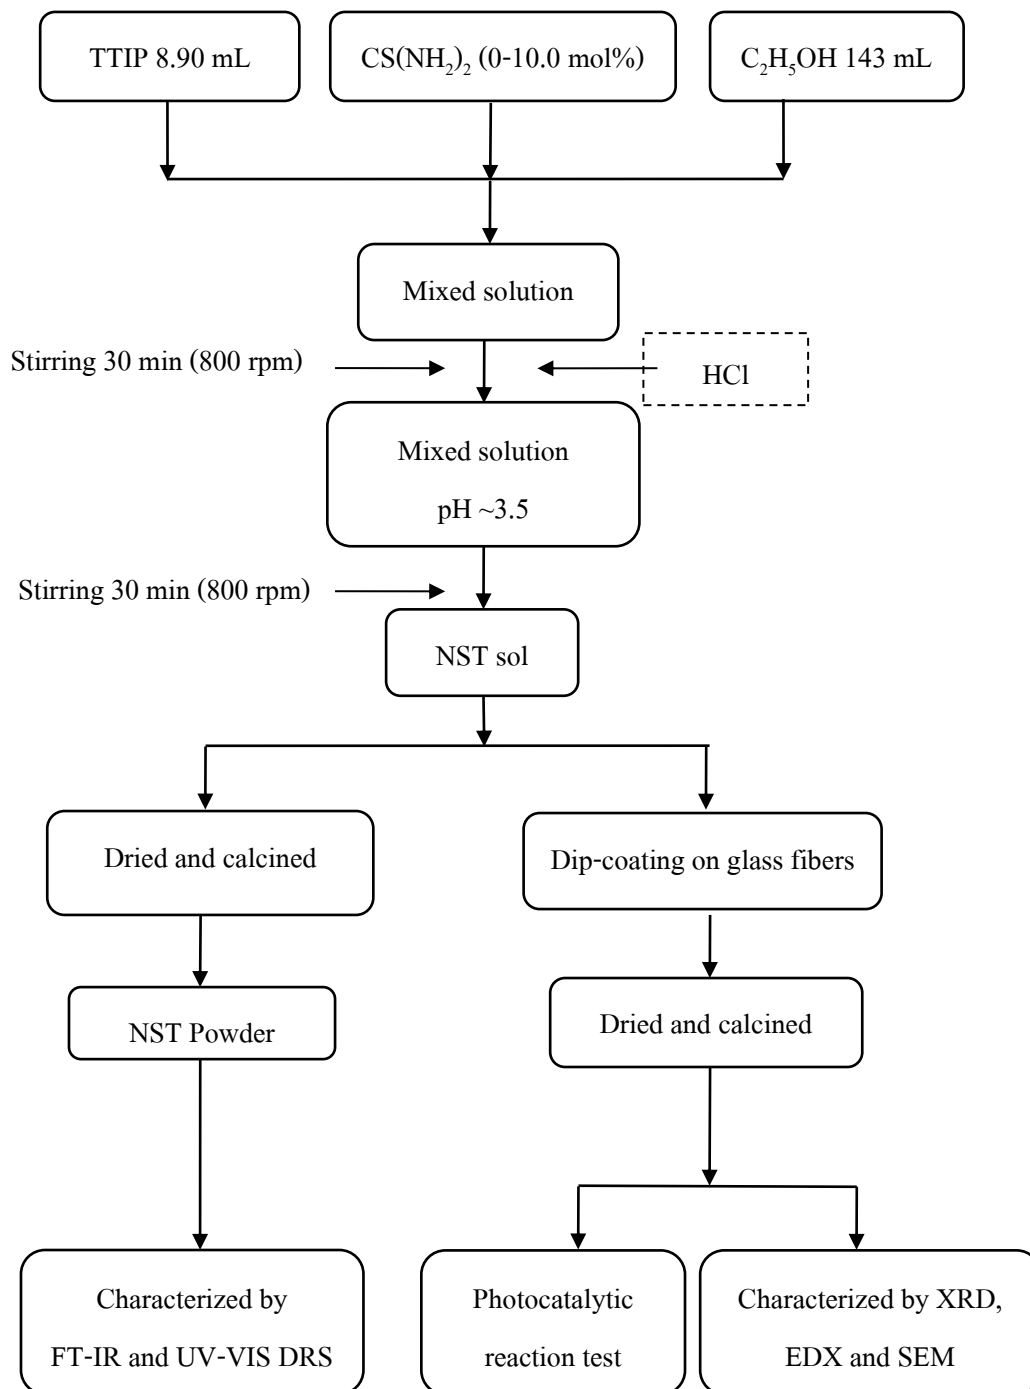 TTIP 8.90 mL
CS(NH₂)₂ (0-10.0 mol%)
C₂H₅OH 143 mL
Mixed solution
Stirring 30 min (800 rpm)
HCl
Mixed solution
pH ~3.5
Stirring 30 min (800 rpm)
NST sol
Dried and calcined
Dip-coating on glass fibers
NST Powder
Dried and calcined
Characterized by
FT-IR and UV-VIS DRS
Photocatalytic
reaction test
Characterized by XRD,
EDX and SEM